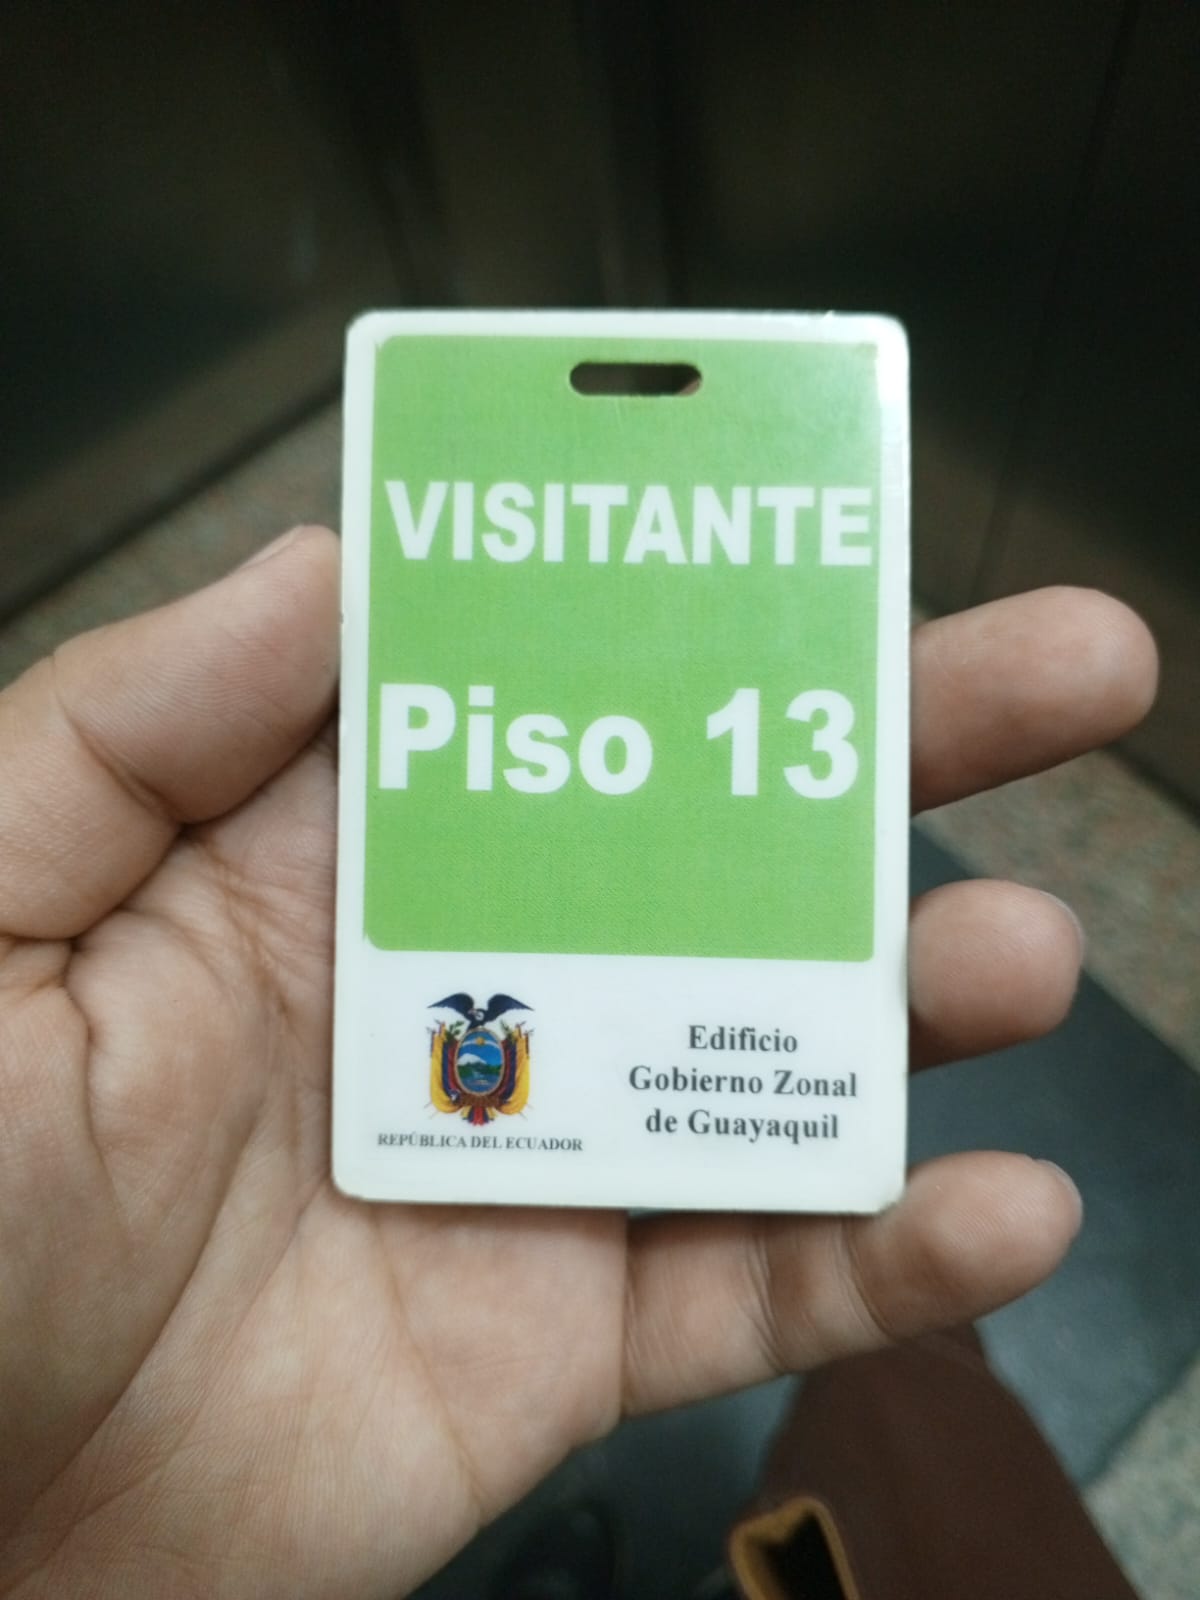 VISITANTE
Piso 13
REPÚBLICA DEL ECUADOR
Edificio
Gobierno Zonal
de Guayaquil